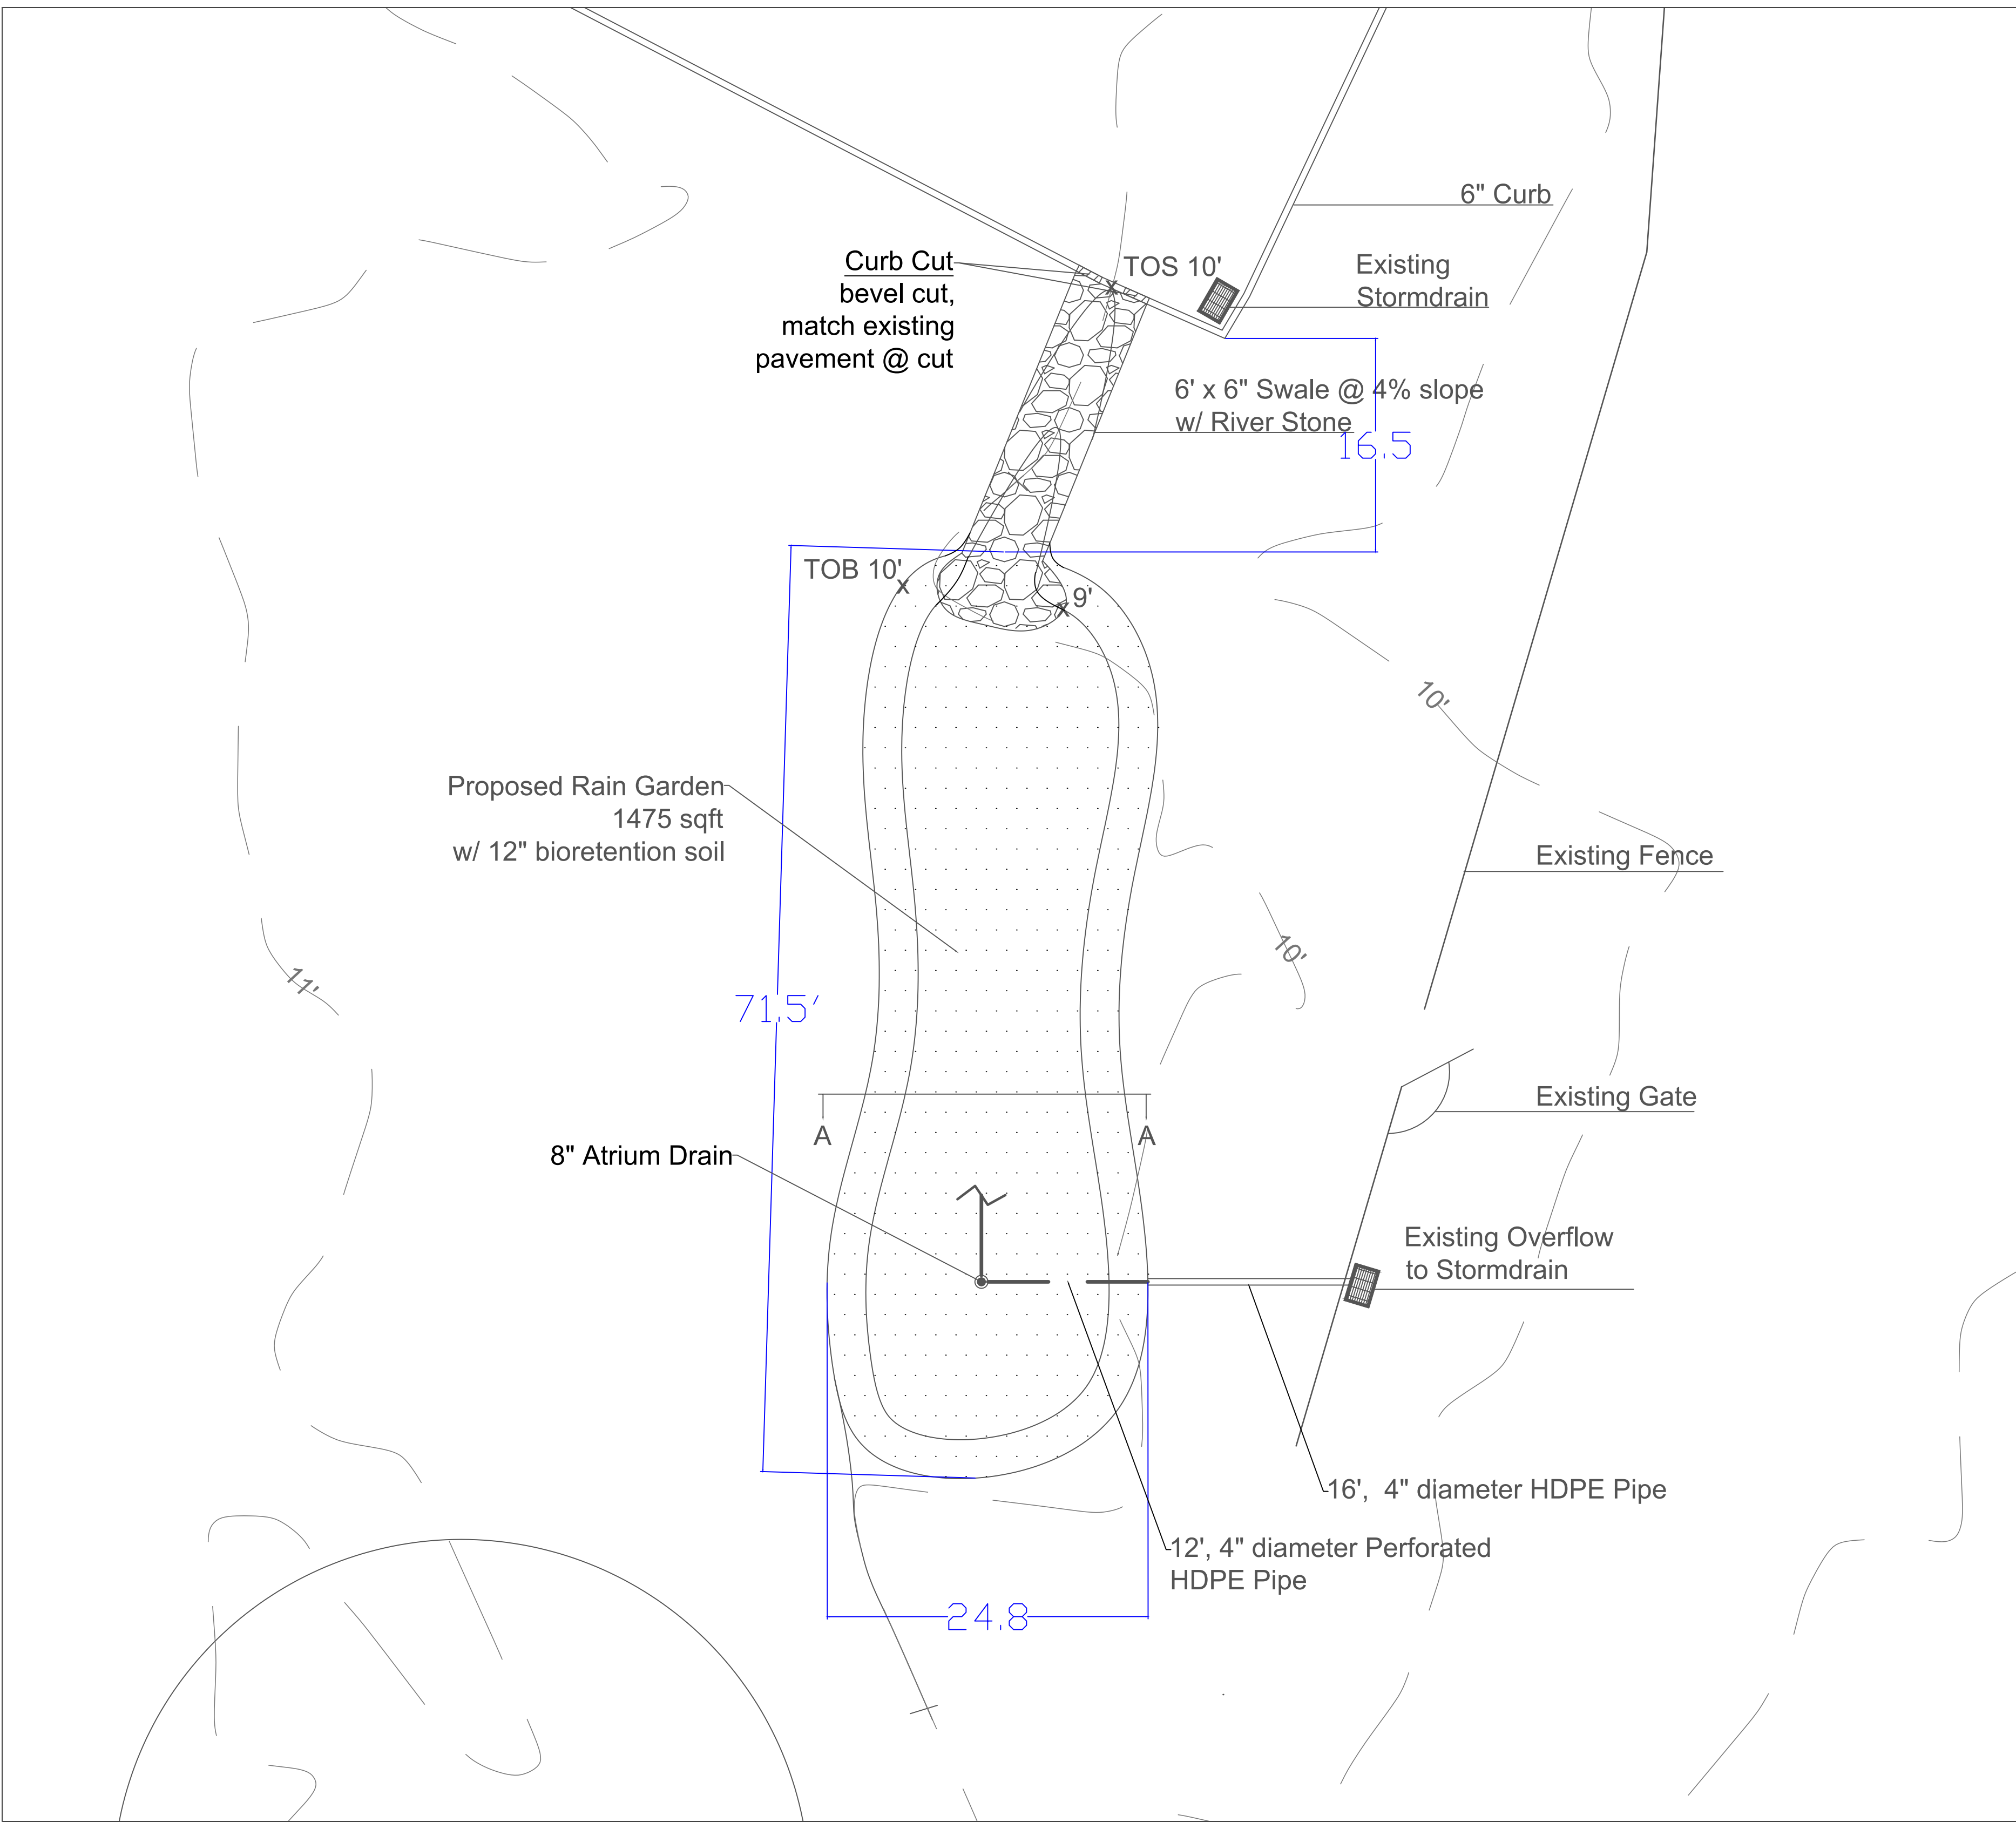 6" Curb
Curb Cut
bevel cut,
match existing
pavement @ cut
TOS 10'
x
Existing
Stormdrain
6' x 6" Swale @ 4% slope
w/ River Stone
16.5
TOB 10'
x
9'
x
10'
Proposed Rain Garden
1475 sqft
w/ 12" bioretention soil
Existing Fence
10'
11'
71.5'
Existing Gate
A
A
8" Atrium Drain
Existing Overflow
to Stormdrain
16', 4" diameter HDPE Pipe
12', 4" diameter Perforated
HDPE Pipe
24.8